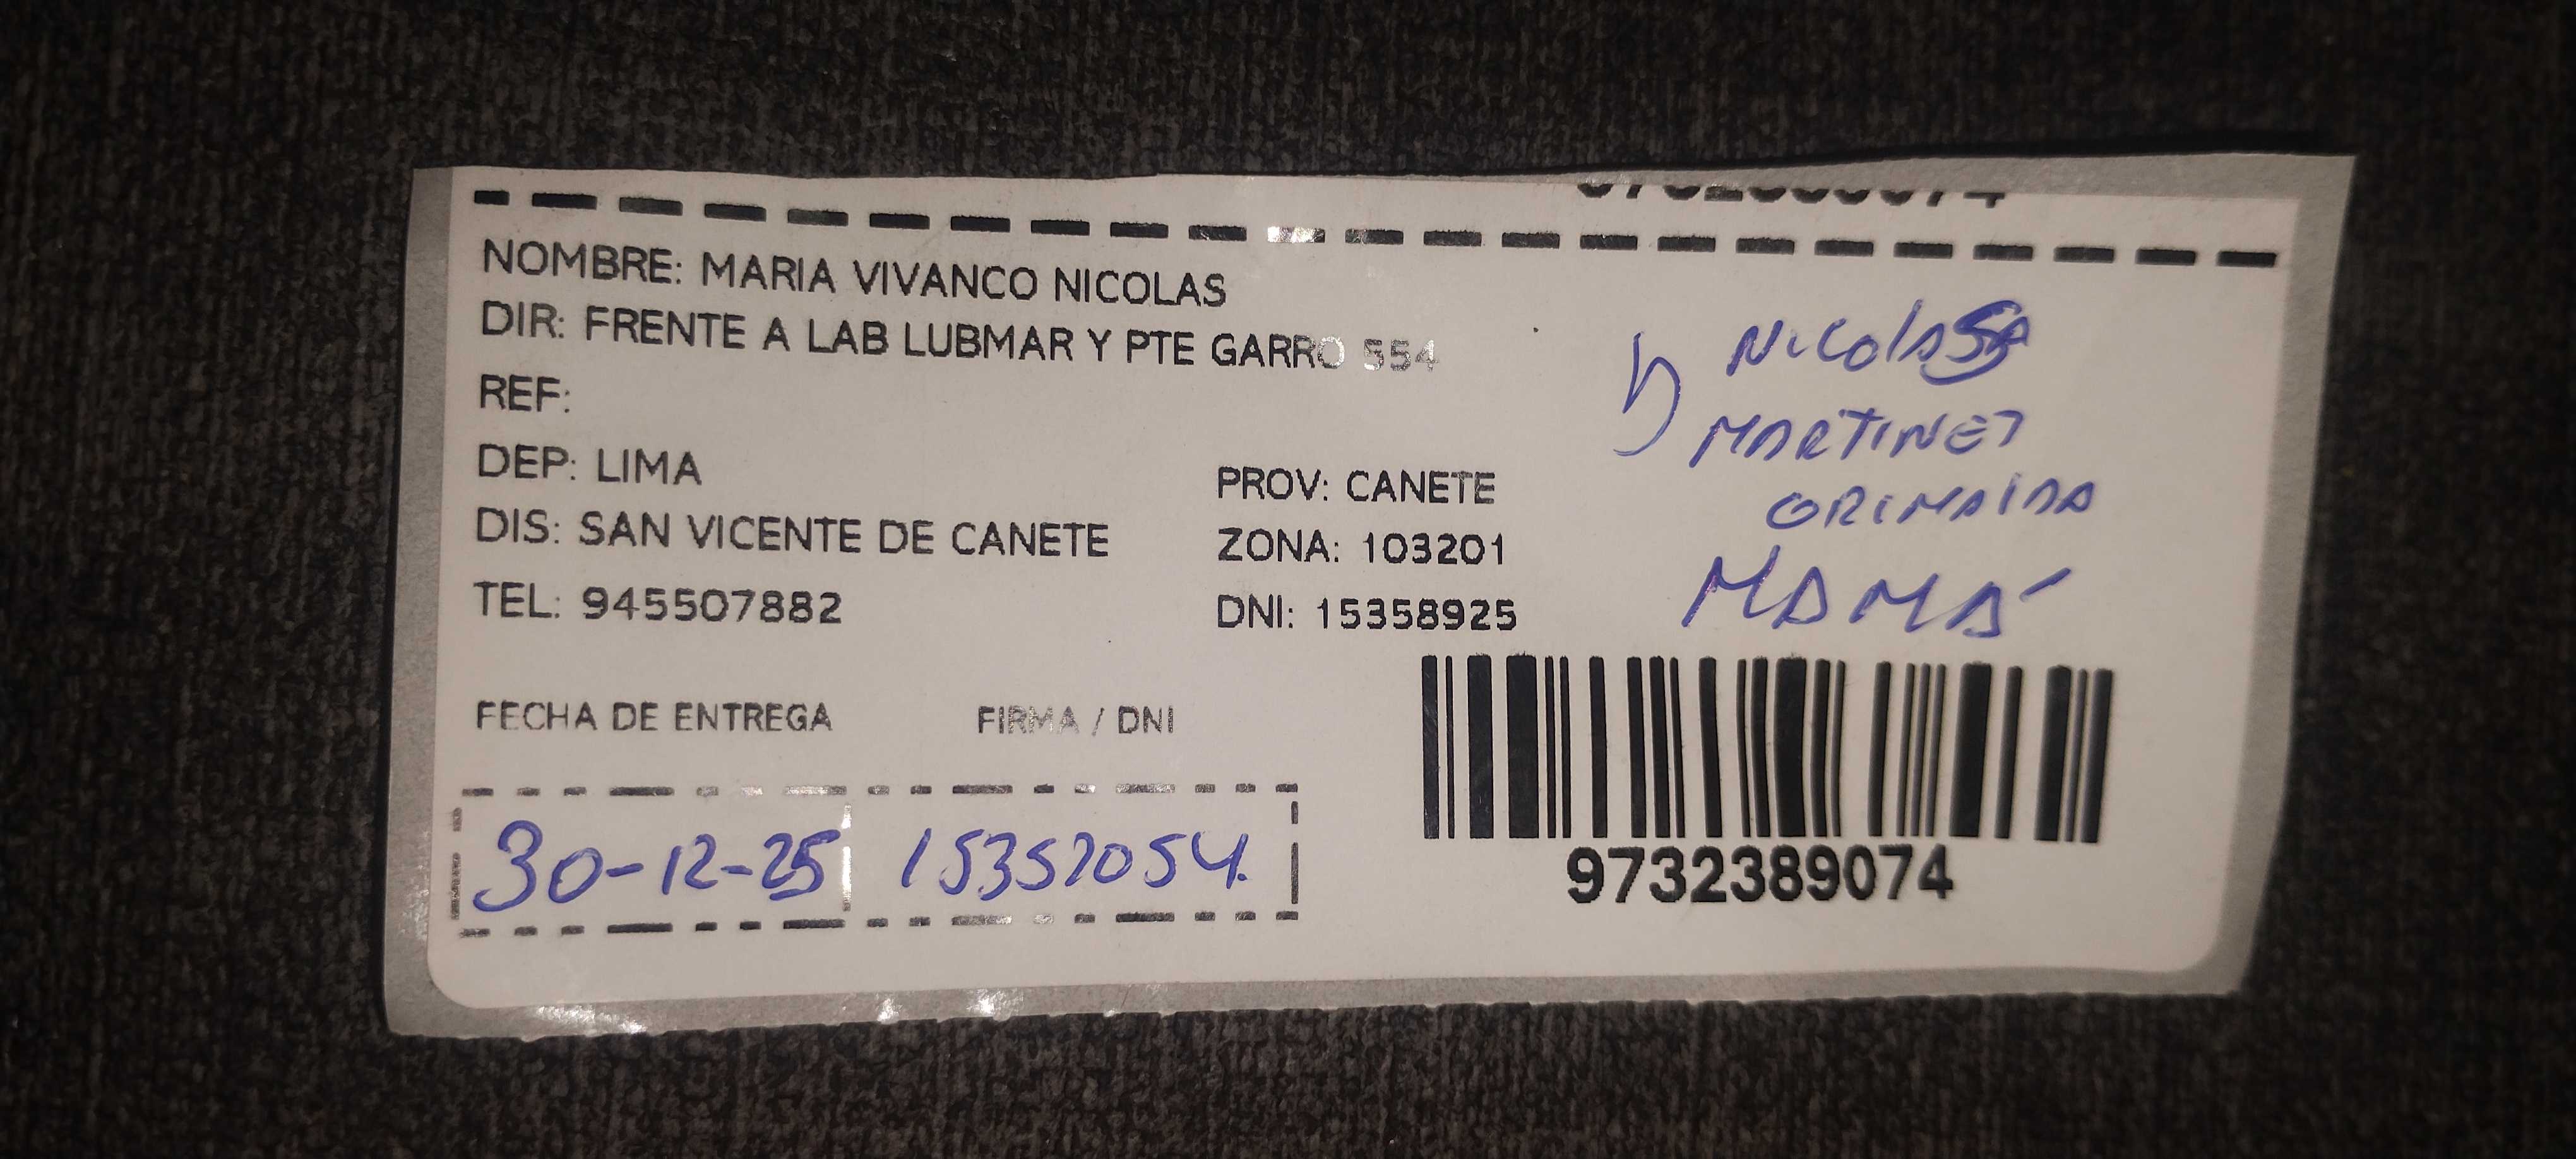 NOMBRE: MARIA VIVANCO NICOLAS
DIR: FRENTE A LAB LUBMAR Y PTE GARRO 554
REF:
DEP: LIMA
PROV: CANETE
DIS: SAN VICENTE DE CANETE
ZONA: 103201
TEL: 945507882
DNI: 15358925
NICOLASA
MARTINEZ
MAMÁ
FECHA DE ENTREGA
FIRMA / DNI
30-12-25
9732389074